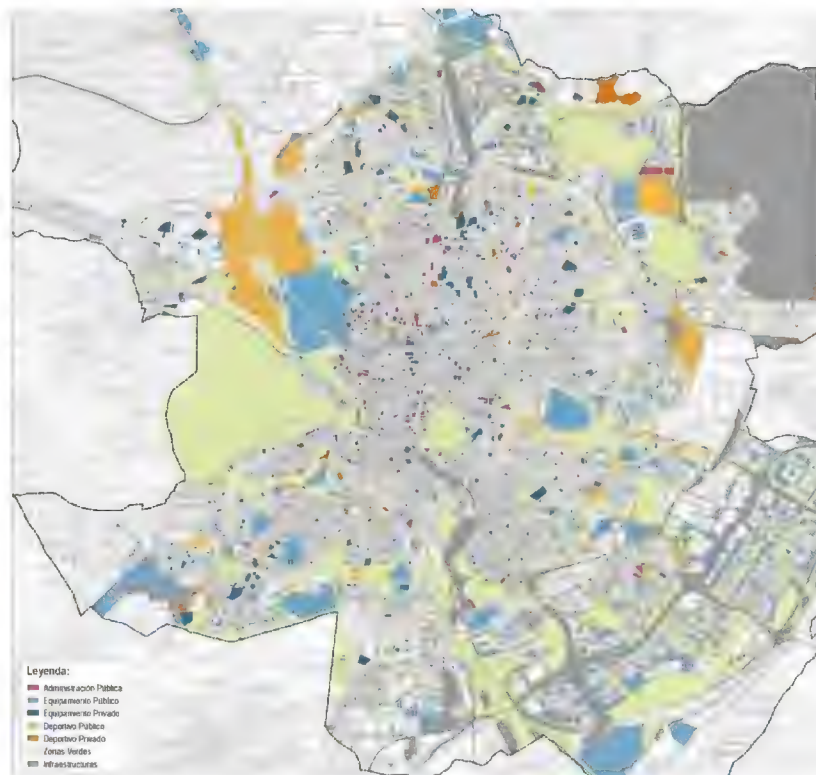 Leyenda:
Administración Pública
Equipamiento Público
Equipamiento Privado
Deportivo Público
Deportivo Privado
Zonas Verdes
Infraestructuras